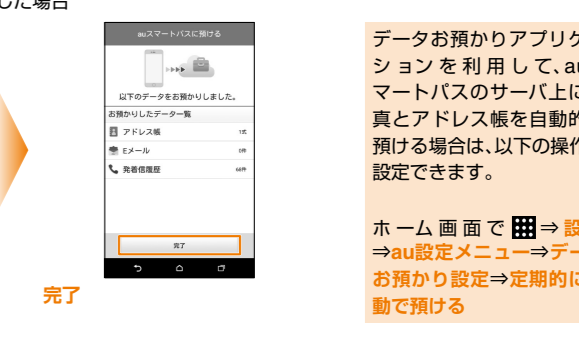 した場合
auスマートパスに預ける
以下のデータをお預かりしました。
お預かりしたデータ一覧
アドレス帳 1式
Eメール 0件
発着信履歴 66件
完了
完了
データお預かりアプリケ
ションを利用して、au
マートパスのサーバ上に
真とアドレス帳を自動的
預ける場合は、以下の操作
設定できます。
ホーム画面で ⇒ 設
⇒au設定メニュー⇒デー
お預かり設定⇒定期的に
動で預ける